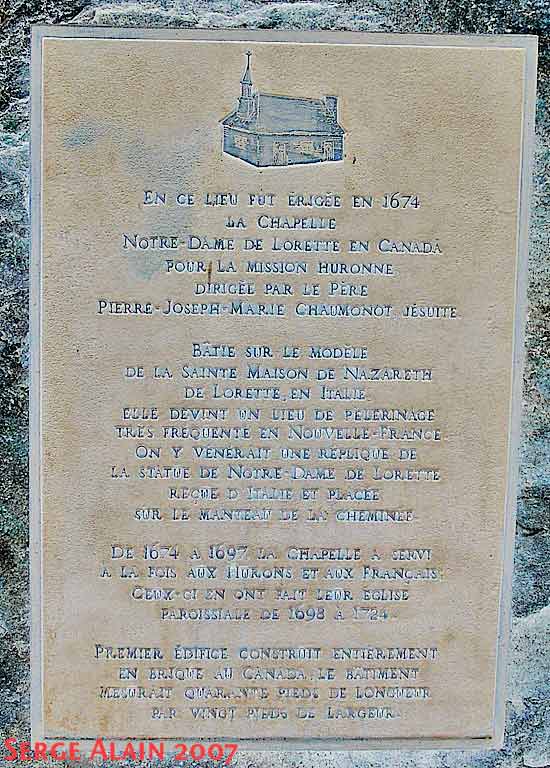 En ce lieu fut érigée en 1674
la Chapelle
Notre-Dame de Lorette en Canada
pour la mission huronne
dirigée par le Père
Pierre-Joseph-Marie Chaumonot, jésuite.
Bâtie sur le modèle
de la Sainte Maison de Nazareth
de Lorette, en Italie,
elle devint un lieu de pèlerinage
très fréquenté en Nouvelle-France
On y vénérait une réplique de
la statue de Notre-Dame de Lorette
reçue d'Italie et placée
sur le manteau de la cheminée
De 1674 à 1697 la chapelle a servi
à la fois aux Hurons et aux Français;
Ceux-ci en ont fait leur église
paroissiale de 1698 à 1724.
Premier édifice construit entièrement
en brique au Canada, le bâtiment
mesurait quarante pieds de longueur
par vingt pieds de largeur.
Serge Alain 2007